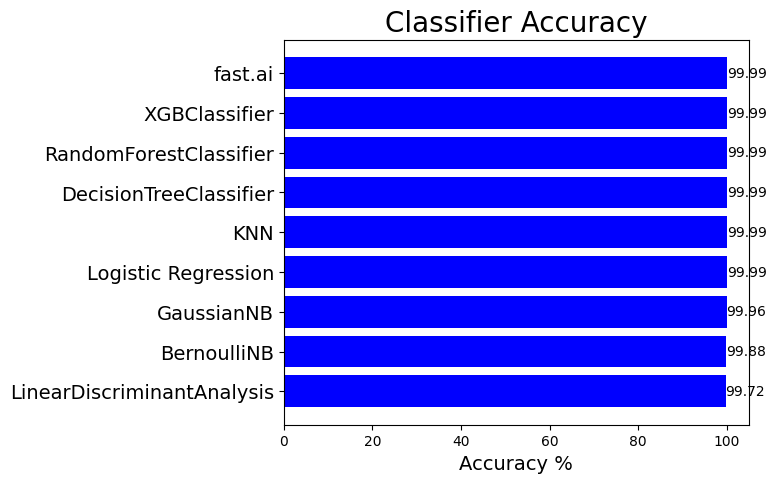 Classifier Accuracy
fast.ai 99.99
XGBClassifier 99.99
RandomForestClassifier 99.99
DecisionTreeClassifier 99.99
KNN 99.99
Logistic Regression 99.99
GaussianNB 99.96
BernoulliNB 99.88
LinearDiscriminantAnalysis 99.72
0 20 40 60 80 100
Accuracy %